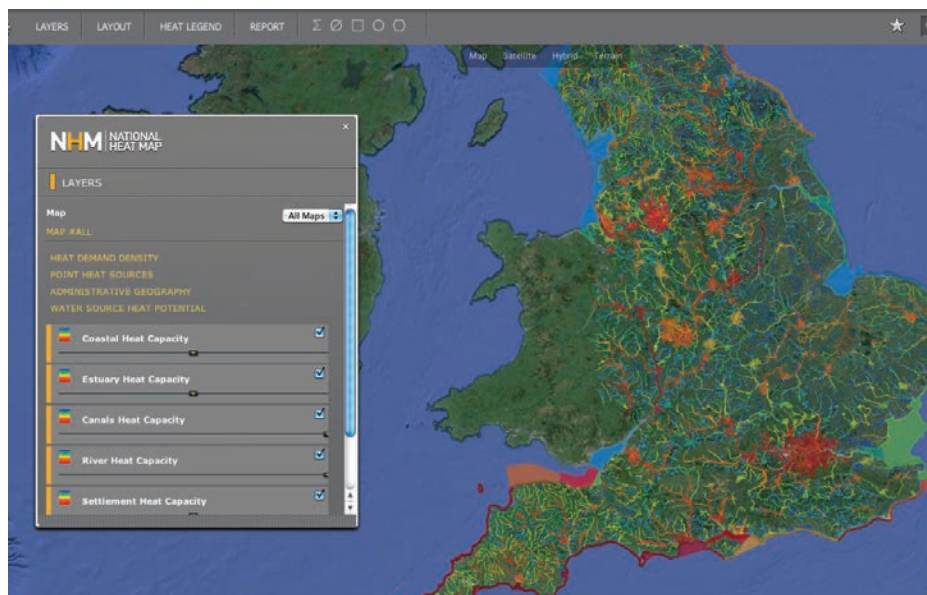 LAYERS LAYOUT HEAT LEGEND REPORT
Map Satellite Hybrid Terrain
NHM NATIONAL HEAT MAP
LAYERS
Map All Maps
MAP #ALL
HEAT DEMAND DENSITY
POINT HEAT SOURCES
ADMINISTRATIVE GEOGRAPHY
WATER SOURCE HEAT POTENTIAL
Coastal Heat Capacity
Estuary Heat Capacity
Canals Heat Capacity
River Heat Capacity
Settlement Heat Capacity